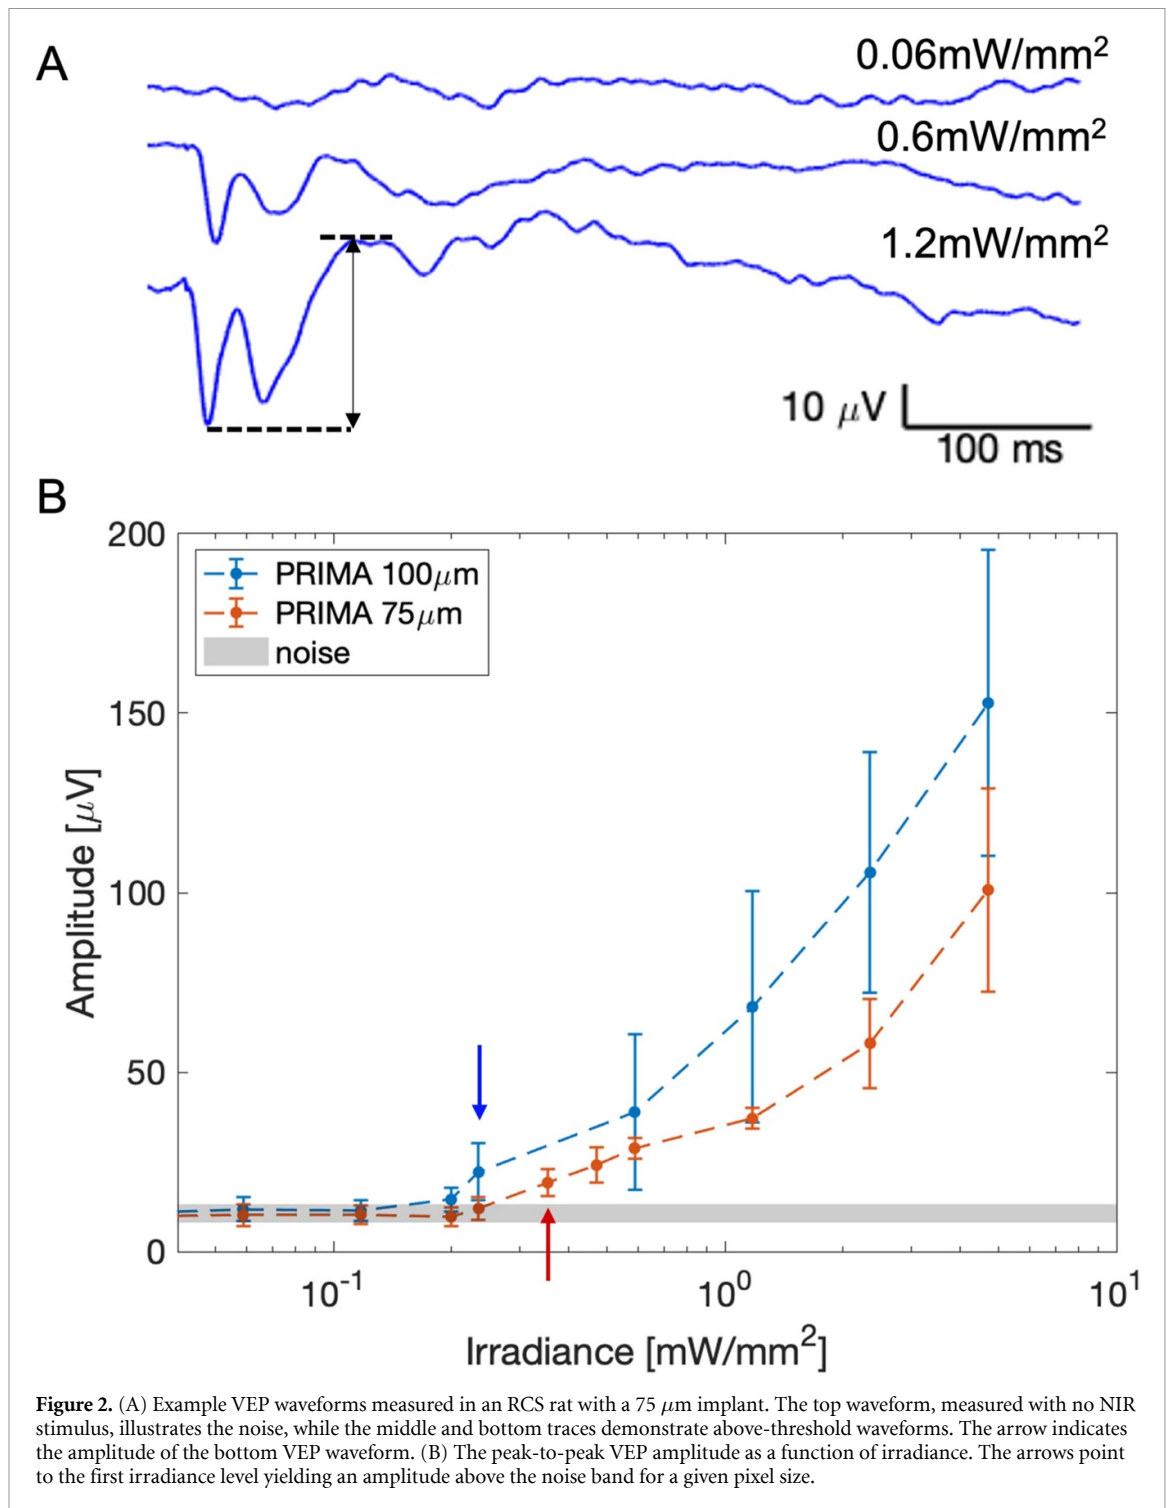 A
0.06mW/mm²
0.6mW/mm²
1.2mW/mm²
10 μV
100 ms
B
200
PRIMA 100μm
PRIMA 75μm
noise
150
100
50
0
10⁻¹
10⁰
10¹
Amplitude [μV]
Irradiance [mW/mm²]
Figure 2. (A) Example VEP waveforms measured in an RCS rat with a 75 μm implant. The top waveform, measured with no NIR
stimulus, illustrates the noise, while the middle and bottom traces demonstrate above-threshold waveforms. The arrow indicates
the amplitude of the bottom VEP waveform. (B) The peak-to-peak VEP amplitude as a function of irradiance. The arrows point
to the first irradiance level yielding an amplitude above the noise band for a given pixel size.